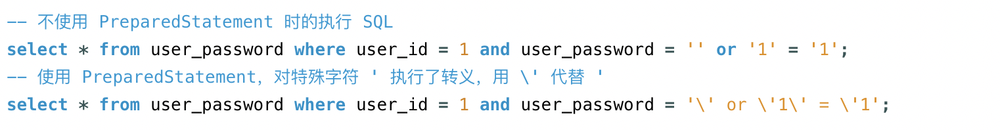 -- 不使用 PreparedStatement 时的执行 SQL
select * from user_password where user_id = 1 and user_password = '' or '1' = '1';
-- 使用 PreparedStatement，对特殊字符 ' 执行了转义，用 \' 代替 '
select * from user_password where user_id = 1 and user_password = '\' or \'1\' = \'1';